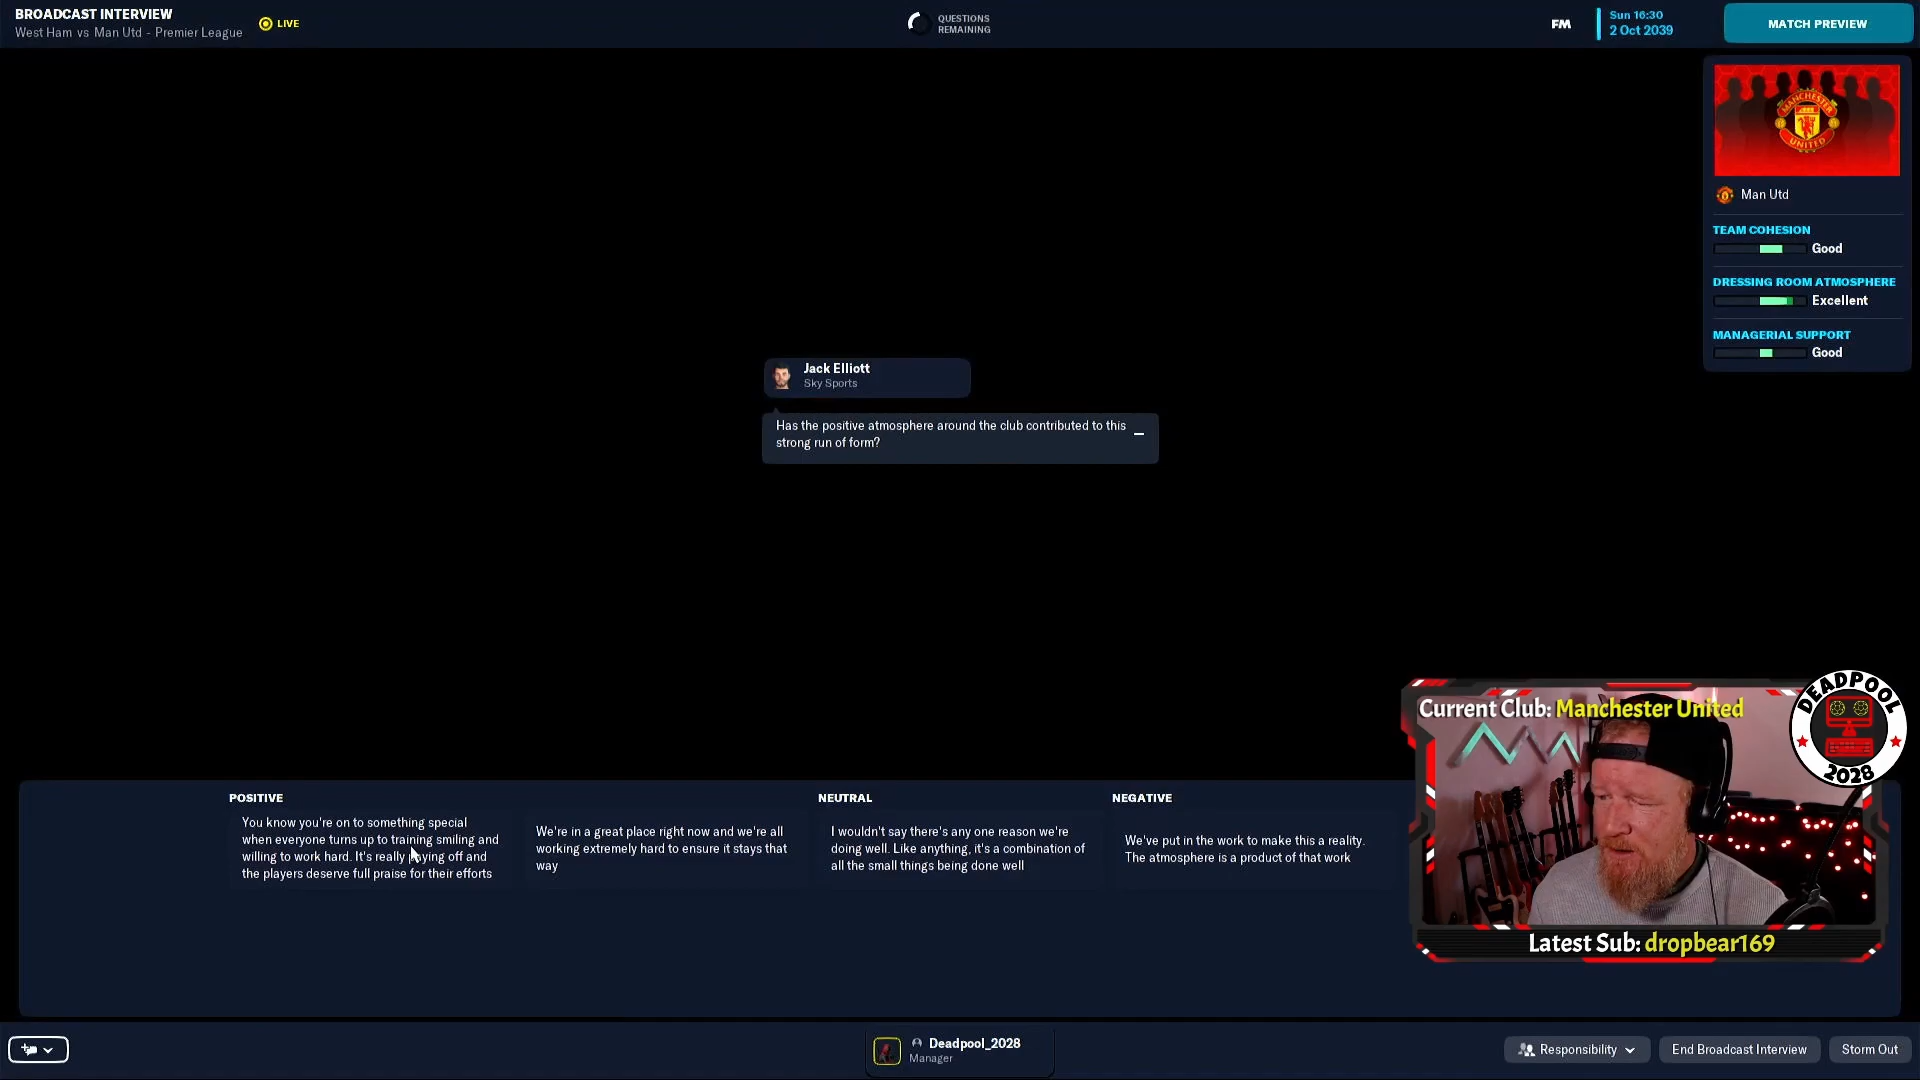 BROADCAST INTERVIEW
West Ham vs Man Utd - Premier League
LIVE
QUESTIONS
REMAINING
FM
Sun 16:30
2 Oct 2039
MATCH PREVIEW
MANCHESTER
UNITED
Man Utd
TEAM COHESION
Good
DRESSING ROOM ATMOSPHERE
Excellent
MANAGERIAL SUPPORT
Good
Jack Elliott
Sky Sports
Has the positive atmosphere around the club contributed to this
strong run of form?
POSITIVE
You know you're on to something special
when everyone turns up to training smiling and
willing to work hard. It's really paying off and
the players deserve full praise for their efforts
We're in a great place right now and we're all
working extremely hard to ensure it stays that
way
NEUTRAL
I wouldn't say there's any one reason we're
doing well. Like anything, it's a combination of
all the small things being done well
NEGATIVE
We've put in the work to make this a reality.
The atmosphere is a product of that work
Current Club: Manchester United
DEADPOOL
2028
Latest Sub: dropbear169
Deadpool_2028
Manager
Responsibility
End Broadcast Interview
Storm Out